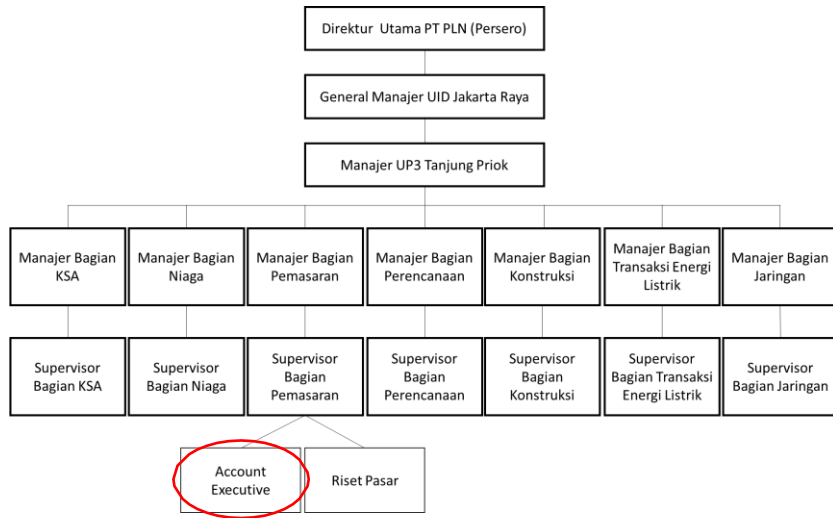 Direktur Utama PT PLN (Persero)
General Manajer UID Jakarta Raya
Manajer UP3 Tanjung Priok
Manajer Bagian
KSA
Manajer Bagian
Niaga
Manajer Bagian
Pemasaran
Manajer Bagian
Perencanaan
Manajer Bagian
Konstruksi
Manajer Bagian
Transaksi Energi
Listrik
Manajer Bagian
Jaringan
Supervisor
Bagian KSA
Supervisor
Bagian Niaga
Supervisor
Bagian
Pemasaran
Supervisor
Bagian
Perencanaan
Supervisor
Bagian
Konstruksi
Supervisor
Bagian Transaksi
Energi Listrik
Supervisor
Bagian Jaringan
Account
Executive
Riset Pasar